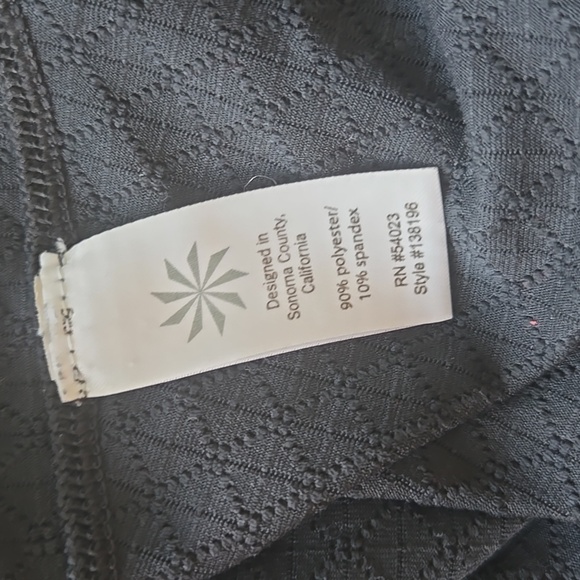 Designed in
Sonoma County,
California
90% polyester/
10% spandex
RN #54023
Style #138196